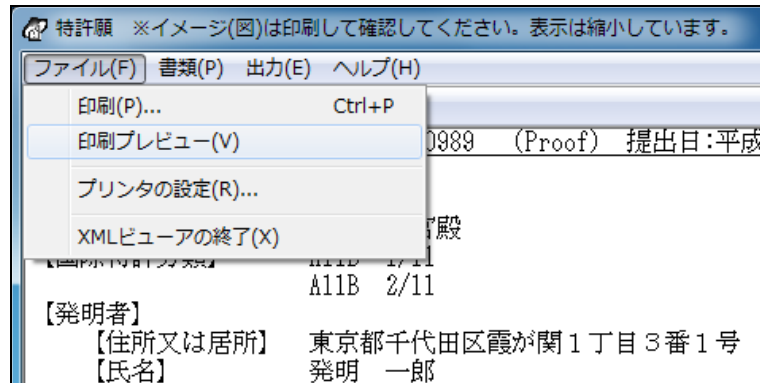 特許願 ※イメージ(図)は印刷して確認してください。表示は縮小しています。
ファイル(F) 書類(P) 出力(E) ヘルプ(H)
印刷(P)... Ctrl+P
印刷プレビュー(V)
0989 (Proof) 提出日:平成
プリンタの設定(R)...
XMLビューアの終了(X)
殿
【国際特許分類】 A11B 1/11
A11B 2/11
【発明者】
【住所又は居所】 東京都千代田区霞が関1丁目3番1号
【氏名】 発明 一郎